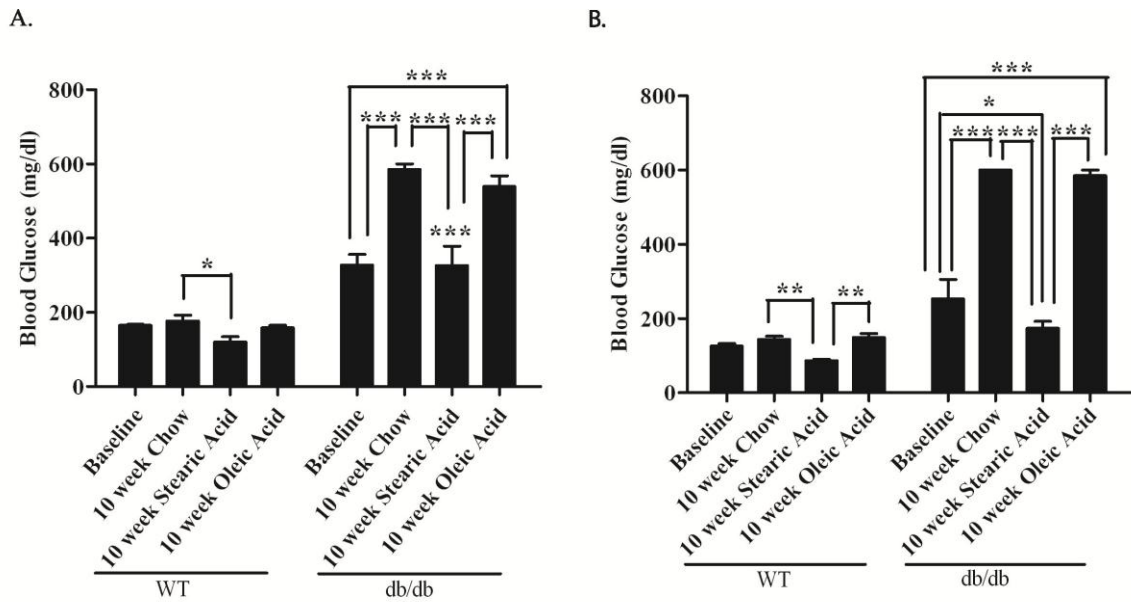 A.
Blood Glucose (mg/dl)
800
600
400
200
0
*
***
***
***
***
***
Baseline
10 week Chow
10 week Stearic Acid
10 week Oleic Acid
Baseline
10 week Chow
10 week Stearic Acid
10 week Oleic Acid
WT
db/db
B.
Blood Glucose (mg/dl)
800
600
400
200
0
**
**
***
*
***
***
***
Baseline
10 week Chow
10 week Stearic Acid
10 week Oleic Acid
Baseline
10 week Chow
10 week Stearic Acid
10 week Oleic Acid
WT
db/db